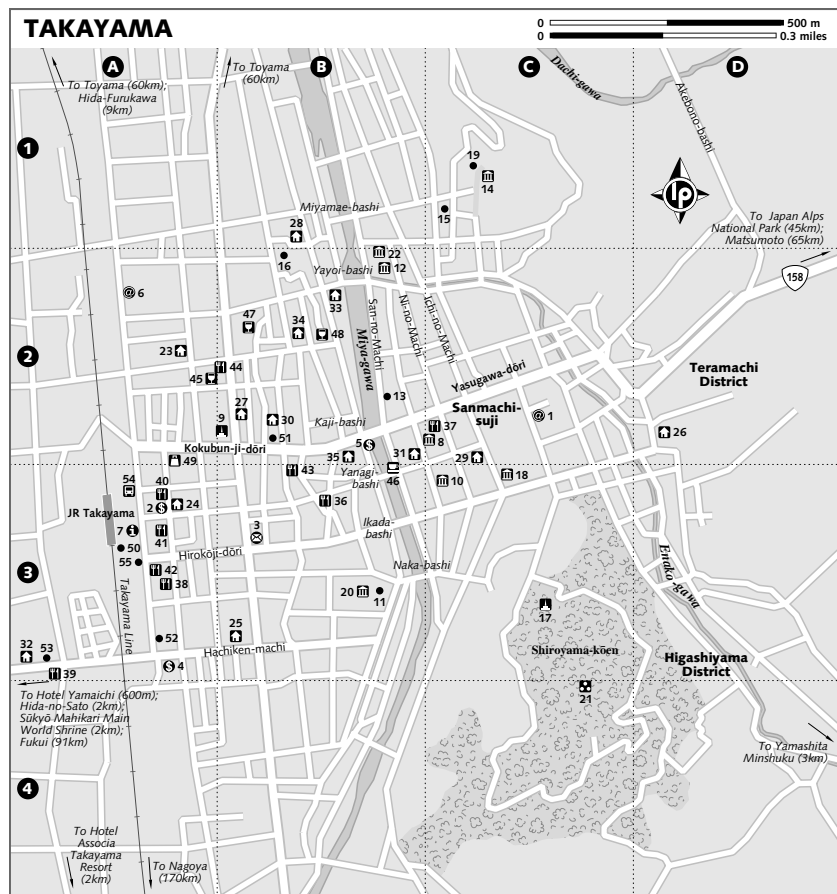 TAKAYAMA
0 500 m
0 0.3 miles
A
B
C
D
To Toyama (60km);
Hida-Furukawa
(9km)
To Toyama
(60km)
Dachi-gawa
Akebono-bashi
1
19
14
15
lp
Miyamae-bashi
28
16
22
12
Yayoi-bashi
To Japan Alps
National Park (45km);
Matsumoto (65km)
158
@ 6
33
47
34
48
San-no-Machi
Ni-no-Machi
Ichi-no-Machi
Miya-gawa
23
2
44
45
Yasugawa-dōri
Teramachi
District
13
27
30
9
51
Kaji-bashi
Sanmachi-
suji
37
8
@ 1
26
Kokubun-ji-dōri
5 $
35
31
29
49
43
Yanagi-
bashi
46
10
18
54
40
2 $
24
36
JR Takayama
7 i
41
3
Ikada-
bashi
50
55
Hirokōji-dōri
Naka-bashi
Enako-gawa
3
42
38
20
11
17
Takayama Line
52
25
Hachiken-machi
Shiroyama-kōen
Higashiyama
District
32
53
39
$ 4
21
To Hotel Yamaichi (600m);
Hida-no-Sato (2km);
Sūkyō Mahikari Main
World Shrine (2km);
Fukui (91km)
To Yamashita
Minshuku (3km)
4
To Hotel
Associa
Takayama
Resort
(2km)
To Nagoya
(170km)